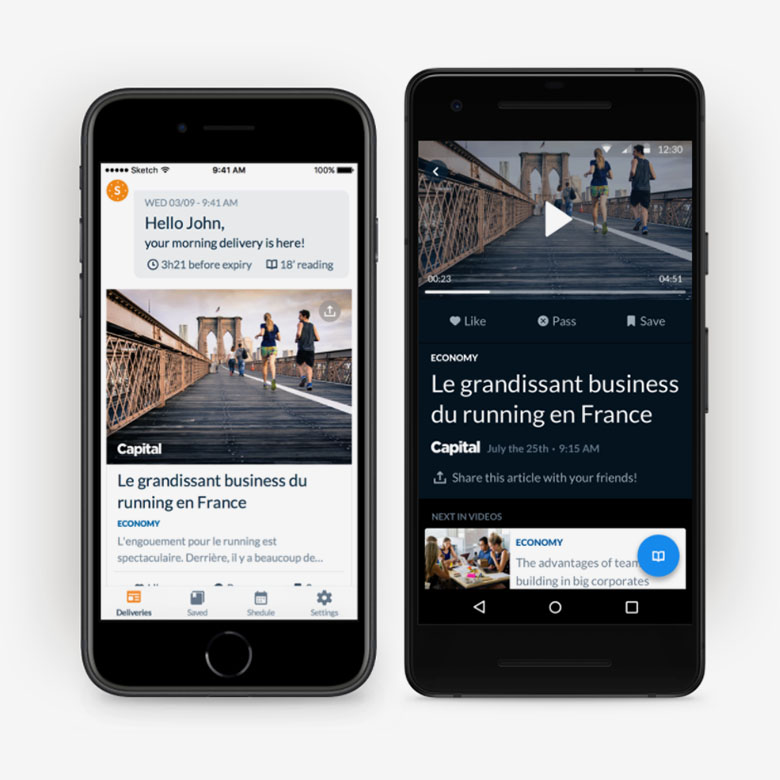 Sketch 9:41 AM 100%
S
WED 03/09 - 9:41 AM
Hello John,
your morning delivery is here!
3h21 before expiry 18' reading
Capital
Le grandissant business du
running en France
ECONOMY
L'engouement pour le running est
spectaculaire. Derrière, il y a beaucoup de...
Deliveries Saved Shedule Settings
12:30
00:23 04:51
Like Pass Save
ECONOMY
Le grandissant business
du running en France
Capital July the 25th • 9:15 AM
Share this article with your friends!
NEXT IN VIDEOS
ECONOMY
The advantages of team
building in big corporates